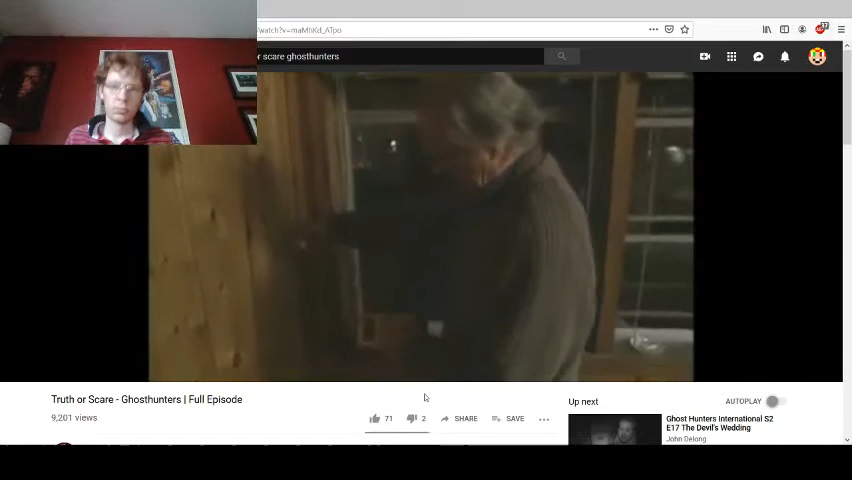 /watch?v=maMhKd_ATpo
r scare ghosthunters
Truth or Scare - Ghosthunters | Full Episode
9,201 views
71
2
SHARE
SAVE
Up next
AUTOPLAY
Ghost Hunters International S2
E17 The Devil's Wedding
John Delong